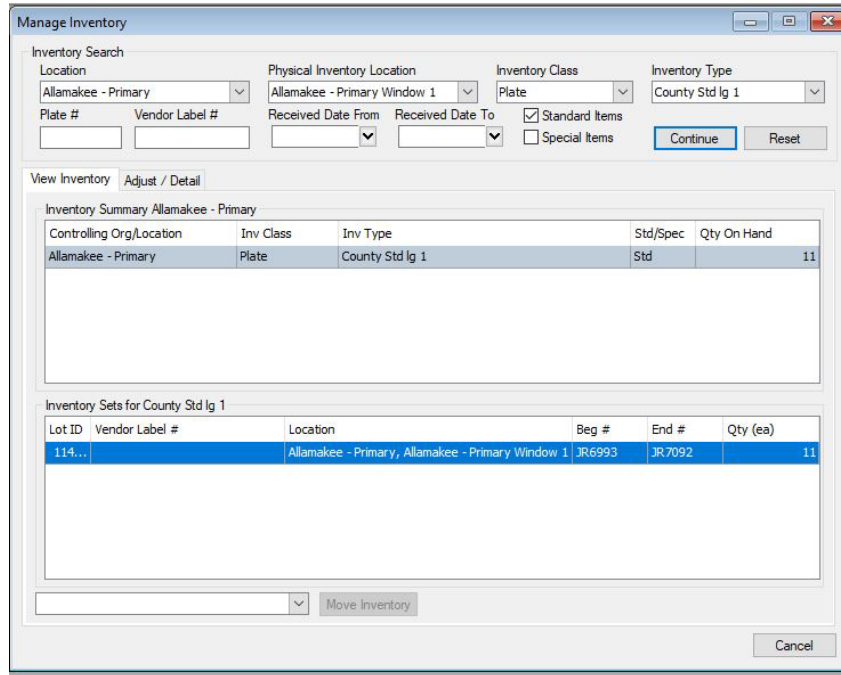 Manage Inventory
Inventory Search
Location Physical Inventory Location Inventory Class Inventory Type
Allamakee - Primary Allamakee - Primary Window 1 Plate County Std lg 1
Plate # Vendor Label # Received Date From Received Date To Standard Items
Special Items Continue Reset
View Inventory Adjust / Detail
Inventory Summary Allamakee - Primary
Controlling Org/Location Inv Class Inv Type Std/Spec Qty On Hand
Allamakee - Primary Plate County Std lg 1 Std 11
Inventory Sets for County Std lg 1
Lot ID Vendor Label # Location Beg # End # Qty (ea)
114... Allamakee - Primary, Allamakee - Primary Window 1 JR6993 JR7092 11
Move Inventory
Cancel